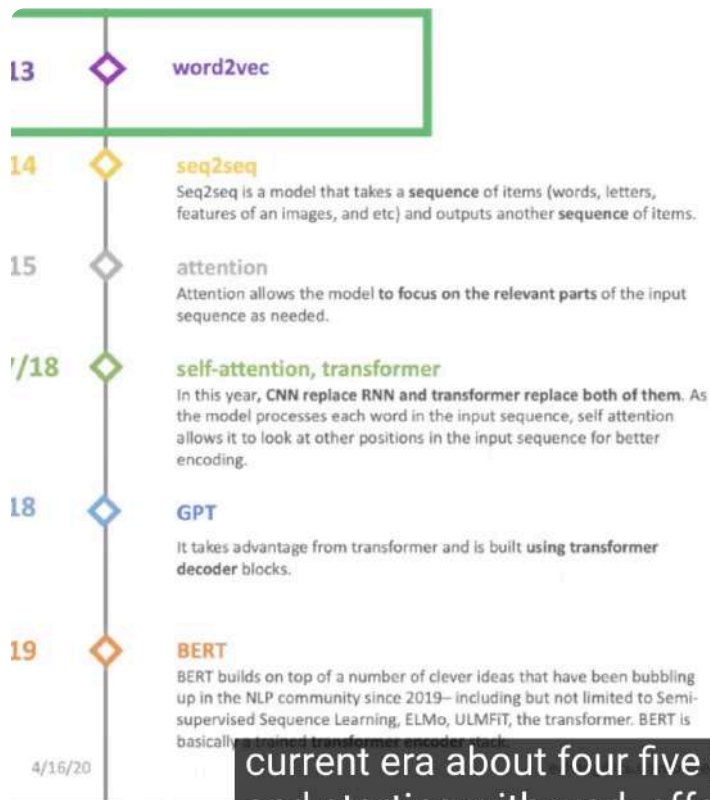 13
word2vec
14
seq2seq
Seq2seq is a model that takes a sequence of items (words, letters,
features of an images, and etc) and outputs another sequence of items.
15
attention
Attention allows the model to focus on the relevant parts of the input
sequence as needed.
/18
self-attention, transformer
In this year, CNN replace RNN and transformer replace both of them. As
the model processes each word in the input sequence, self attention
allows it to look at other positions in the input sequence for better
encoding.
18
GPT
It takes advantage from transformer and is built using transformer
decoder blocks.
19
BERT
BERT builds on top of a number of clever ideas that have been bubbling
up in the NLP community since 2019– including but not limited to Semi-
supervised Sequence Learning, ELMo, ULMFiT, the transformer. BERT is
basically a trained transformer encoder stack.
4/16/20
current era about four five